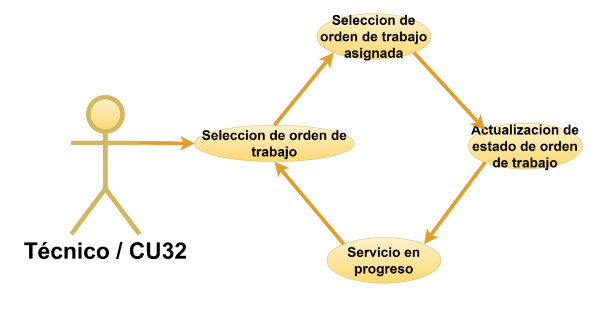 Seleccion de
orden de trabajo
asignada
Seleccion de orden de
trabajo
Actualizacion de
estado de orden
de trabajo
Servicio en
progreso
Técnico / CU32